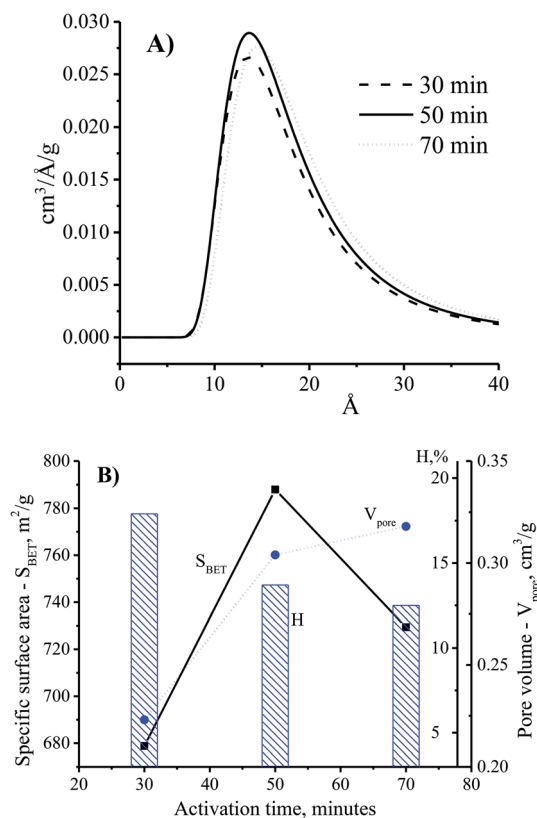 A)
0.030
0.025
0.020
0.015
0.010
0.005
0.000
cm³/Å/g
30 min
50 min
70 min
0 10 20 30 40
Å
B)
800
780
760
740
720
700
680
Specific surface area - S_BET, m²/g
S_BET
V_pore
H
H,%
20
15
10
5
0.35
0.30
0.25
0.20
Pore volume - V_pore, cm³/g
20 30 40 50 60 70 80
Activation time, minutes